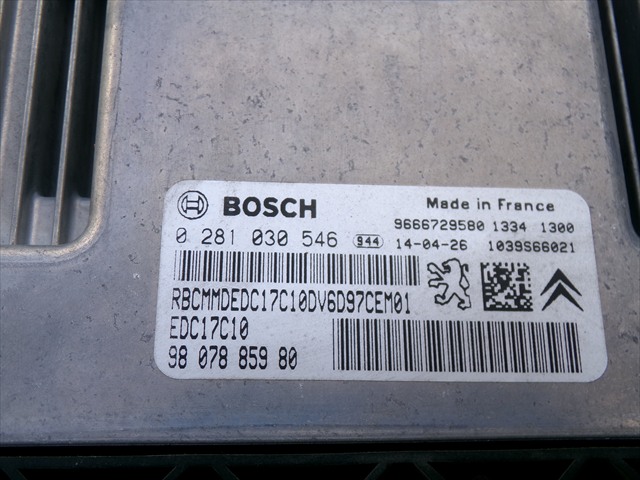 BOSCH
Made in France
9666729580 1334 1300
0 281 030 546 944 14-04-26 1039S66021
RBCMMDEDC17C10DV6D97CEM01
EDC17C10
98 078 859 80